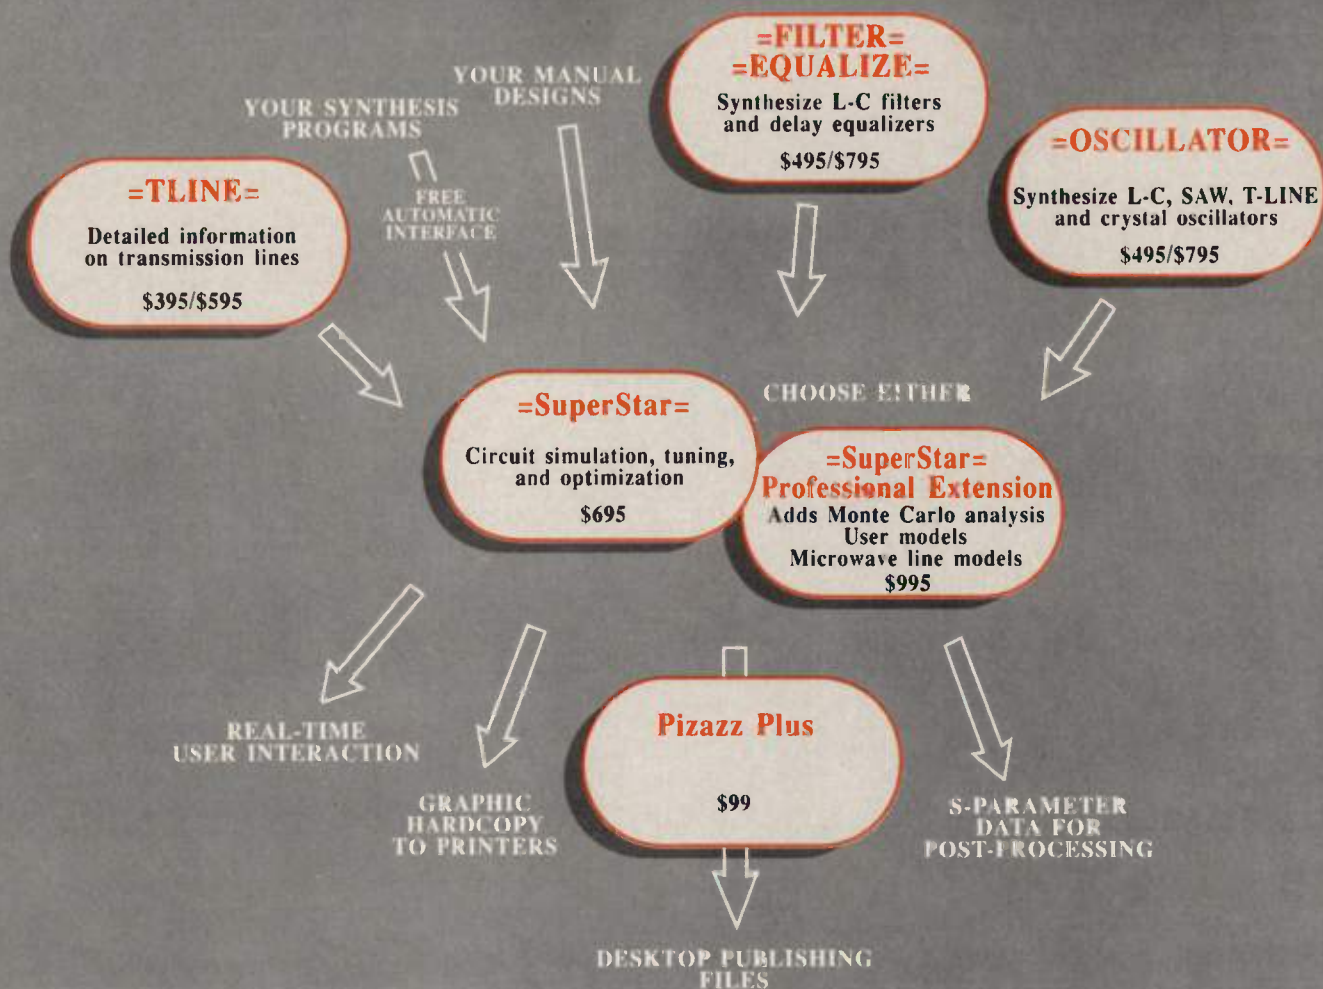 =FILTER=
=EQUALIZE=
Synthesize L-C filters
and delay equalizers
$495/$795
YOUR MANUAL
DESIGNS
YOUR SYNTHESIS
PROGRAMS
FREE
AUTOMATIC
INTERFACE
=OSCILLATOR=
Synthesize L-C, SAW, T-LINE
and crystal oscillators
$495/$795
=TLINE=
Detailed information
on transmission lines
$395/$595
CHOOSE EITHER
=SuperStar=
Circuit simulation, tuning,
and optimization
$695
=SuperStar=
Professional Extension
Adds Monte Carlo analysis
User models
Microwave line models
$995
REAL-TIME
USER INTERACTION
GRAPHIC
HARDCOPY
TO PRINTERS
Pizazz Plus
$99
S-PARAMETER
DATA FOR
POST-PROCESSING
DESKTOP PUBLISHING
FILES